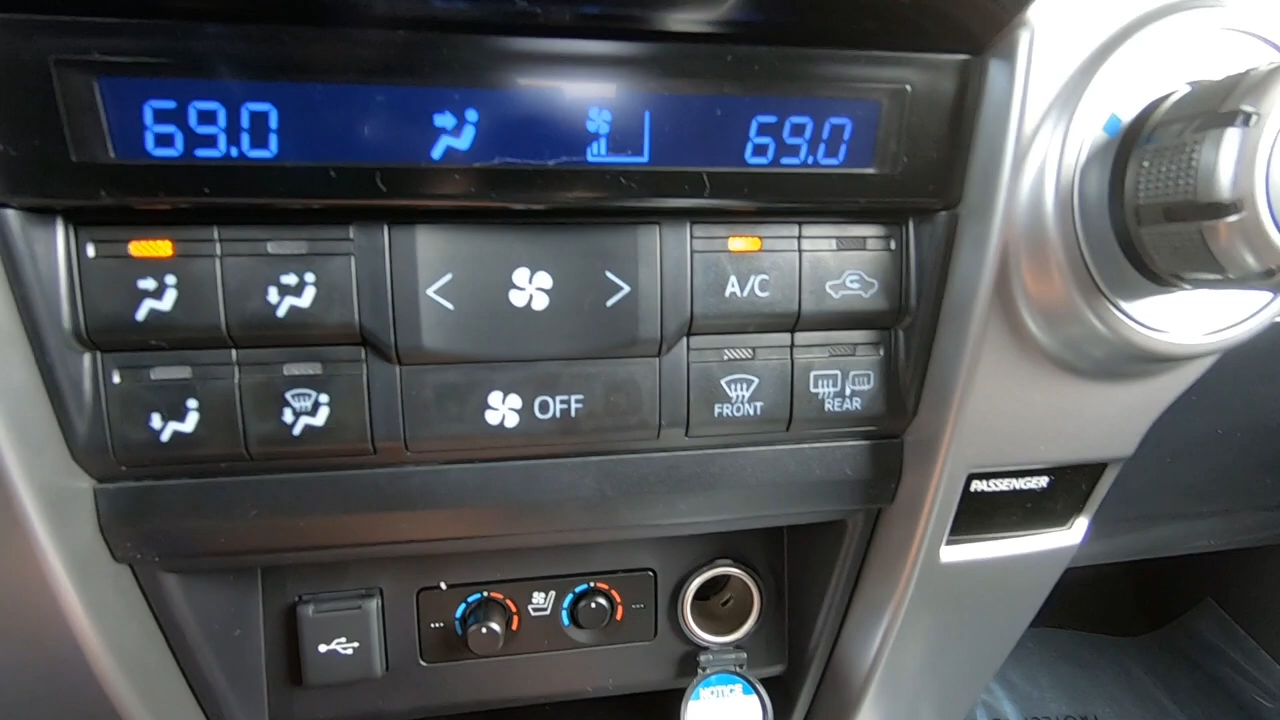 69.0 69.0
< > A/C
OFF
FRONT REAR
PASSENGER
NOTICE